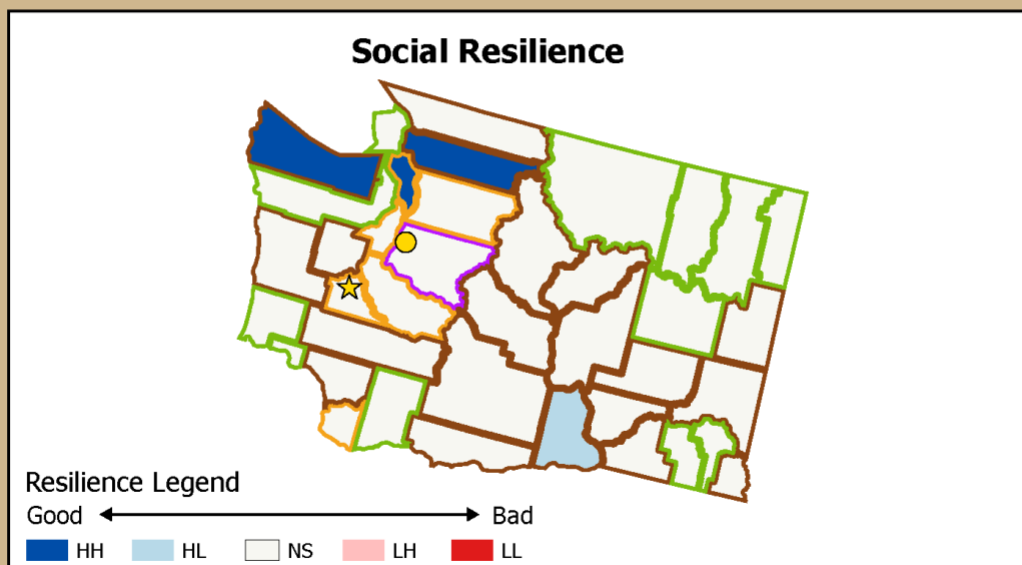 Social Resilience
Resilience Legend
Good Bad
HH HL NS LH LL